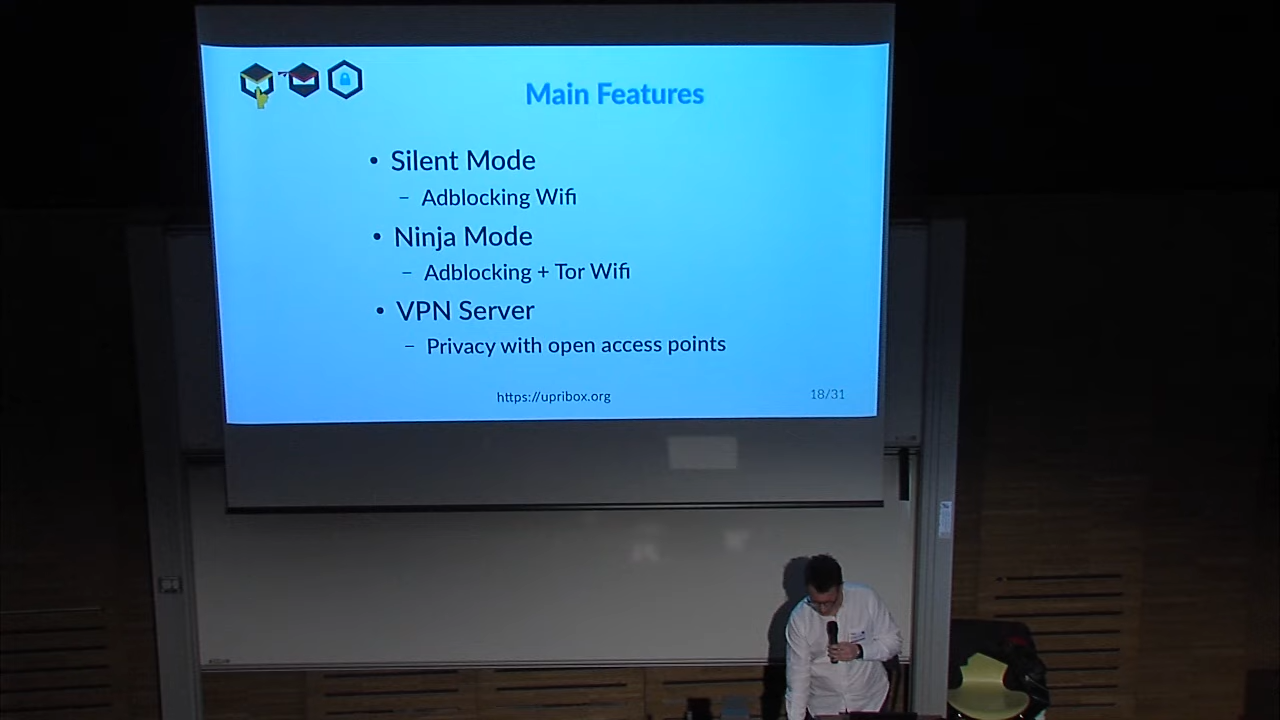 Main Features
• Silent Mode
– Adblocking Wifi
• Ninja Mode
– Adblocking + Tor Wifi
• VPN Server
– Privacy with open access points
https://upribox.org
18/31